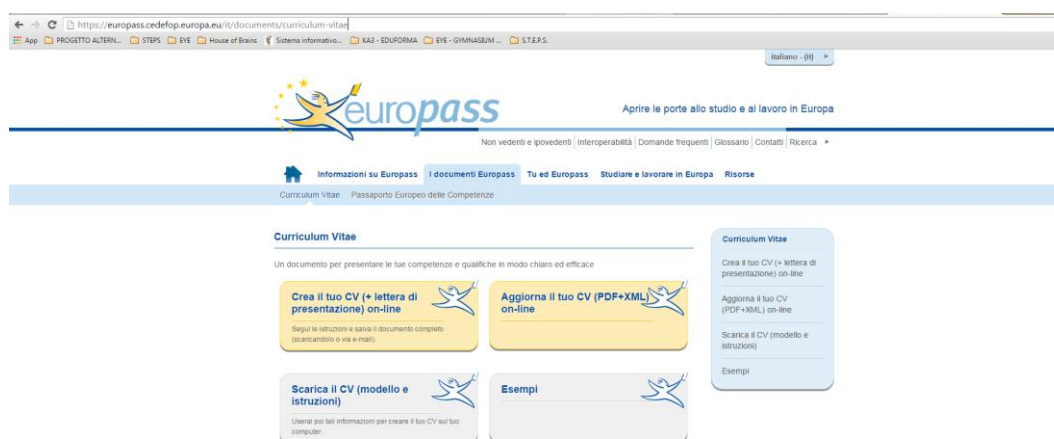 https://europass.cedefop.europa.eu/it/documents/curriculum-vitae
App PROGETTO ALTERN... STEPS EYE House of Brains Sistema informativo... KA3 - EDUFORMA EYE - GYMNASIUM ... S.T.E.P.S.
Italiano - (it)
europass
Aprire le porte allo studio e al lavoro in Europa
Non vedenti e ipovedenti Interoperabilità Domande frequenti Glossario Contatti Ricerca
Informazioni su Europass I documenti Europass Tu ed Europass Studiare e lavorare in Europa Risorse
Curriculum Vitae Passaporto Europeo delle Competenze
Curriculum Vitae
Un documento per presentare le tue competenze e qualifiche in modo chiaro ed efficace
Crea il tuo CV (+ lettera di
presentazione) on-line
Segui le istruzioni e salva il documento completo
(scaricandolo o via e-mail).
Aggiorna il tuo CV (PDF+XML)
on-line
Scarica il CV (modello e
istruzioni)
Userai poi tali informazioni per creare il tuo CV sul tuo
computer.
Esempi
Curriculum Vitae
Crea il tuo CV (+ lettera di
presentazione) on-line
Aggiorna il tuo CV
(PDF+XML) on-line
Scarica il CV (modello e
istruzioni)
Esempi